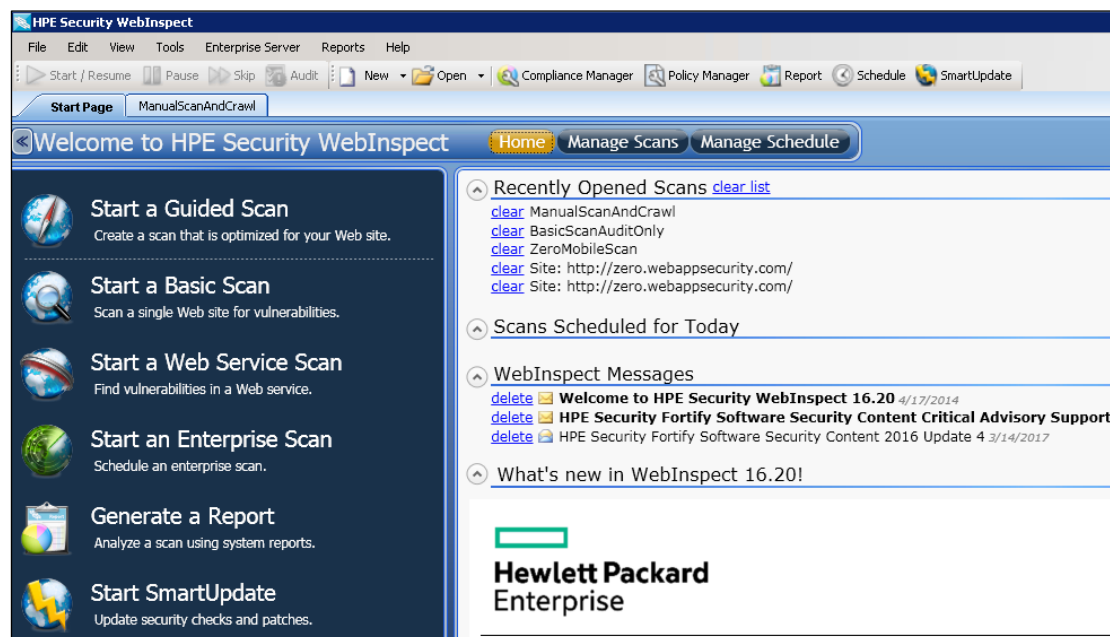 HPE Security WebInspect
File Edit View Tools Enterprise Server Reports Help
Start / Resume Pause Skip Audit New Open Compliance Manager Policy Manager Report Schedule SmartUpdate
Start Page ManualScanAndCrawl
Welcome to HPE Security WebInspect Home Manage Scans Manage Schedule
Start a Guided Scan
Create a scan that is optimized for your Web site.
Start a Basic Scan
Scan a single Web site for vulnerabilities.
Start a Web Service Scan
Find vulnerabilities in a Web service.
Start an Enterprise Scan
Schedule an enterprise scan.
Generate a Report
Analyze a scan using system reports.
Start SmartUpdate
Update security checks and patches.
Recently Opened Scans clear list
clear ManualScanAndCrawl
clear BasicScanAuditOnly
clear ZeroMobileScan
clear Site: http://zero.webappsecurity.com/
clear Site: http://zero.webappsecurity.com/
Scans Scheduled for Today
WebInspect Messages
delete Welcome to HPE Security WebInspect 16.20 4/17/2014
delete HPE Security Fortify Software Security Content Critical Advisory Support
delete HPE Security Fortify Software Security Content 2016 Update 4 3/14/2017
What's new in WebInspect 16.20!
Hewlett Packard
Enterprise